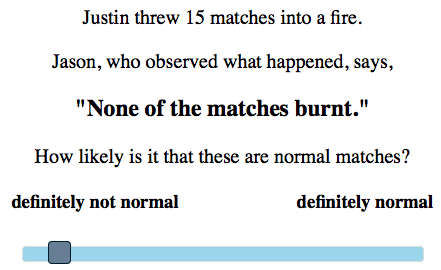 Justin threw 15 matches into a fire.
Jason, who observed what happened, says,
"None of the matches burnt."
How likely is it that these are normal matches?
definitely not normal definitely normal